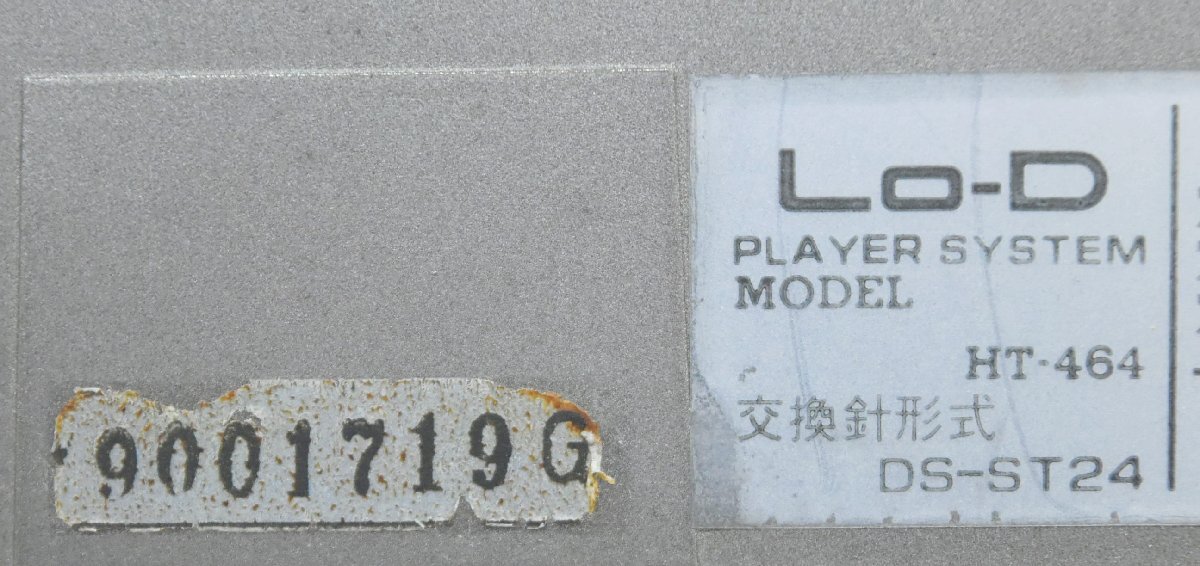 9001719G
Lo-D
PLAYER SYSTEM
MODEL
HT-464
交換針形式
DS-ST24